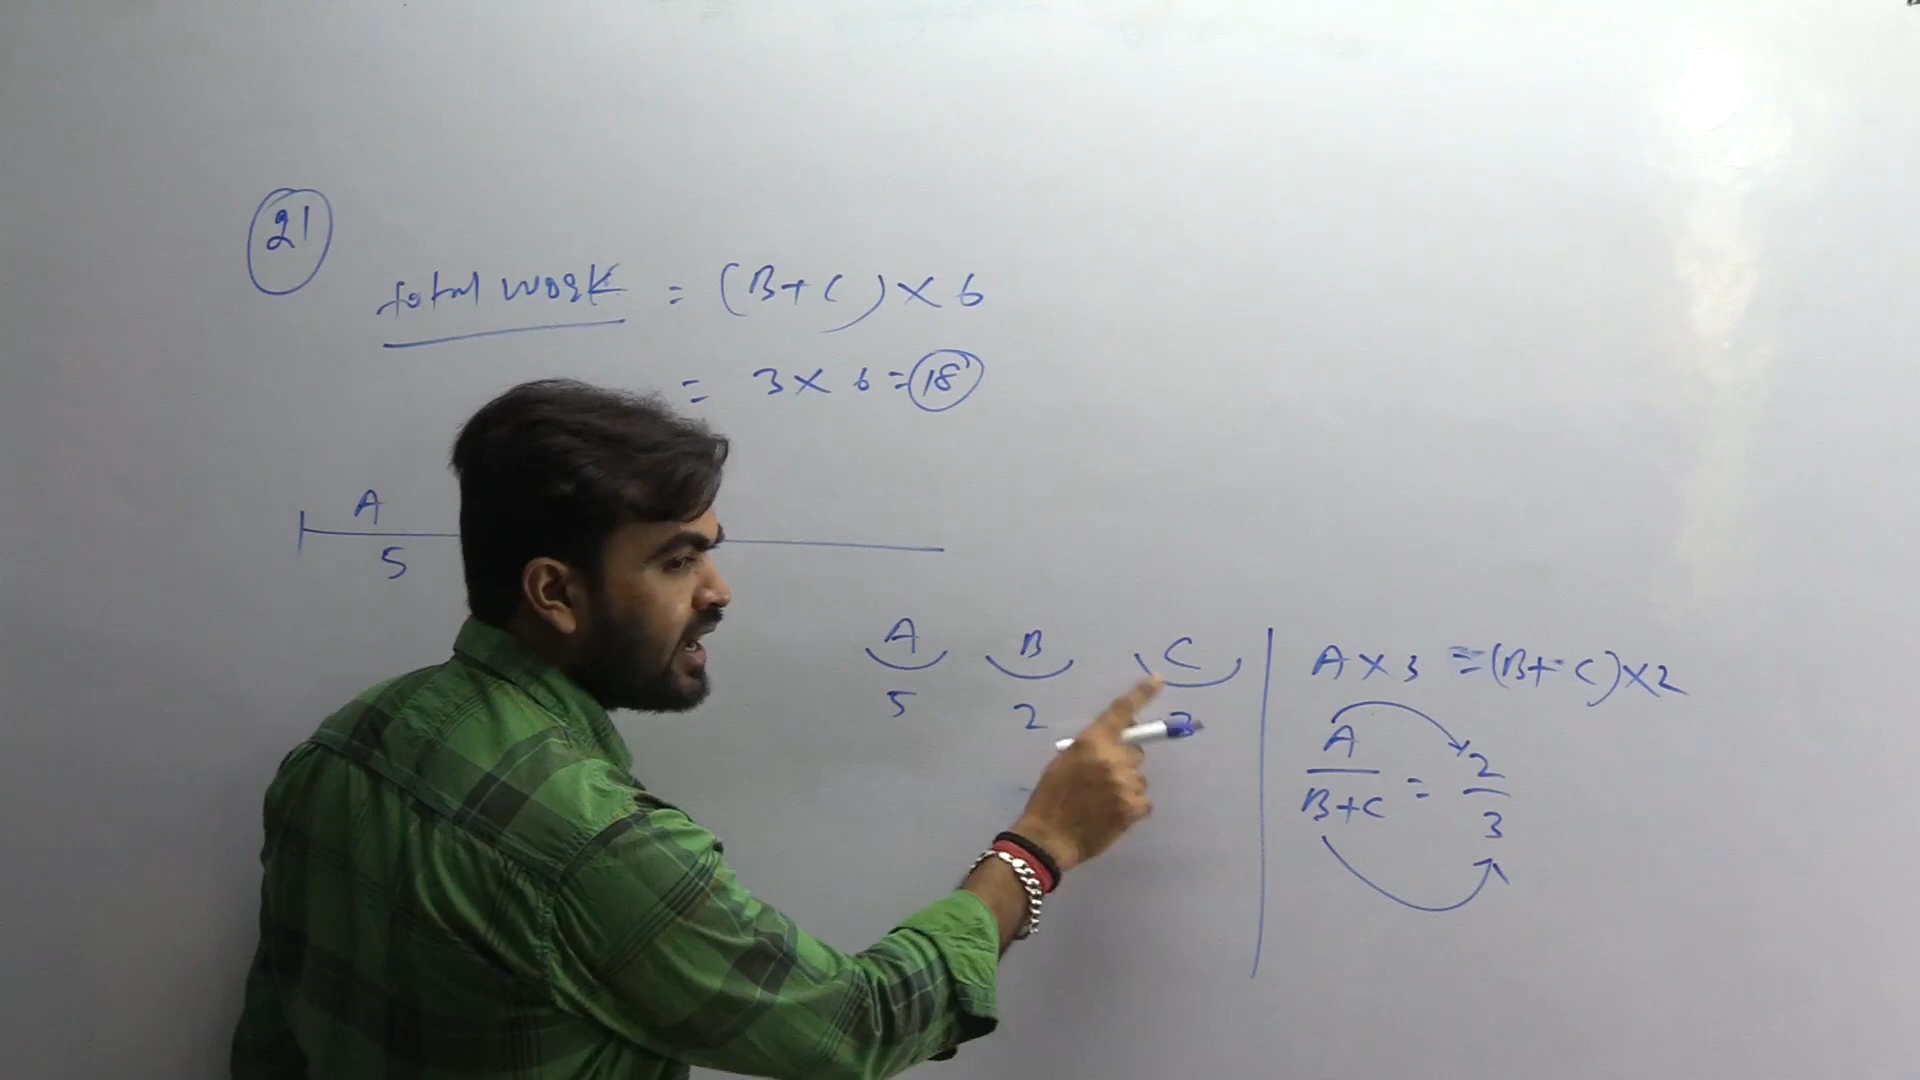 21
total work = (B+C) × 6
= 3 × 6 = 18
A
5
A B C
5 2 3
A × 3 = (B+C) × 2
A/B+C = 2/3